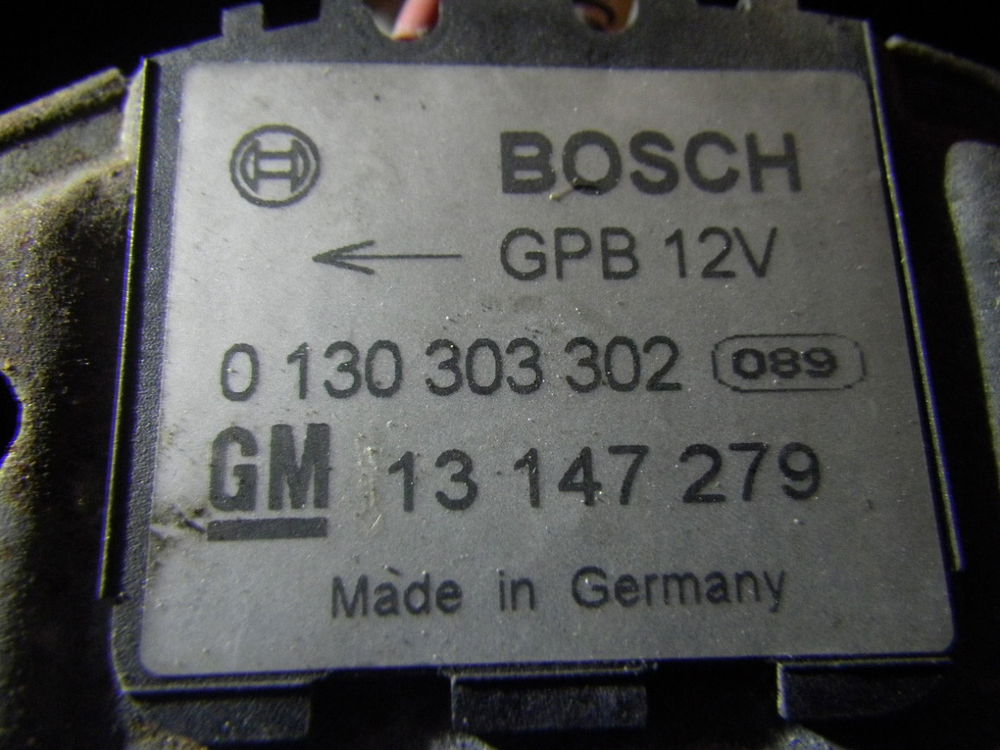 BOSCH
GPB 12V
0 130 303 302 089
GM 13 147 279
Made in Germany